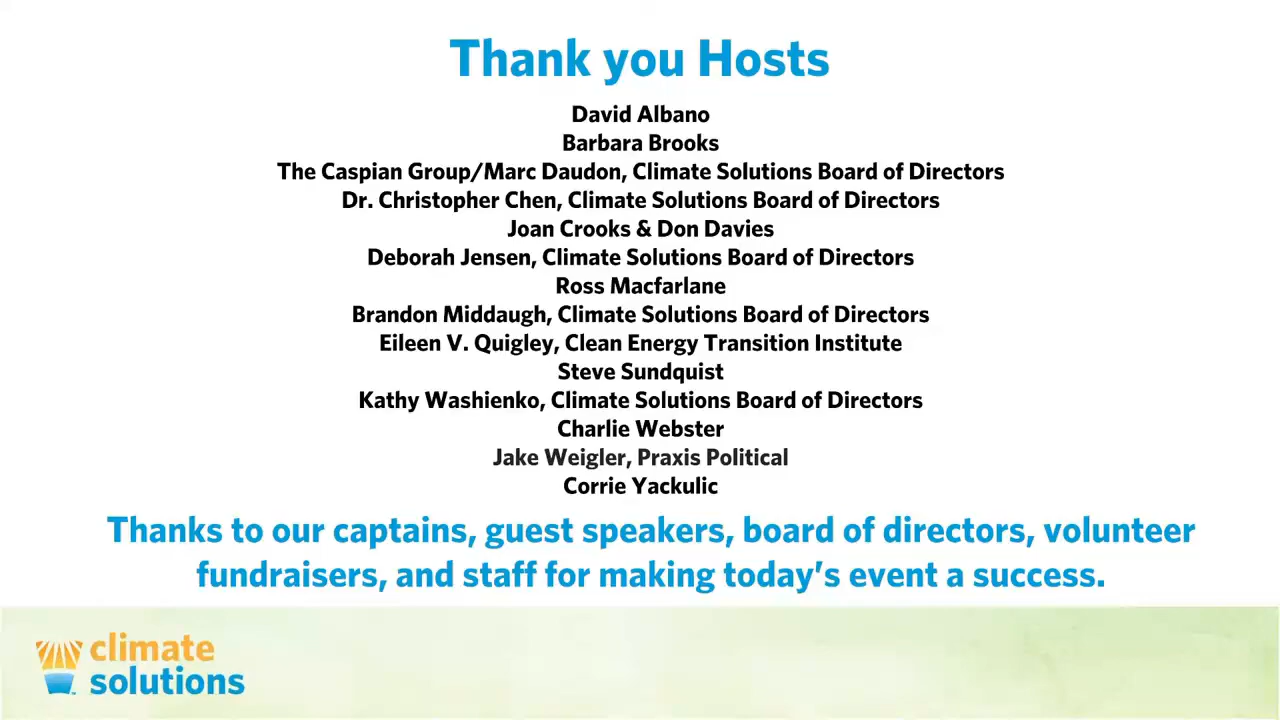 Thank you Hosts
David Albano
Barbara Brooks
The Caspian Group/Marc Daudon, Climate Solutions Board of Directors
Dr. Christopher Chen, Climate Solutions Board of Directors
Joan Crooks & Don Davies
Deborah Jensen, Climate Solutions Board of Directors
Ross Macfarlane
Brandon Middaugh, Climate Solutions Board of Directors
Eileen V. Quigley, Clean Energy Transition Institute
Steve Sundquist
Kathy Washienko, Climate Solutions Board of Directors
Charlie Webster
Jake Weigler, Praxis Political
Corrie Yackulic
Thanks to our captains, guest speakers, board of directors, volunteer
fundraisers, and staff for making today’s event a success.
climate
solutions